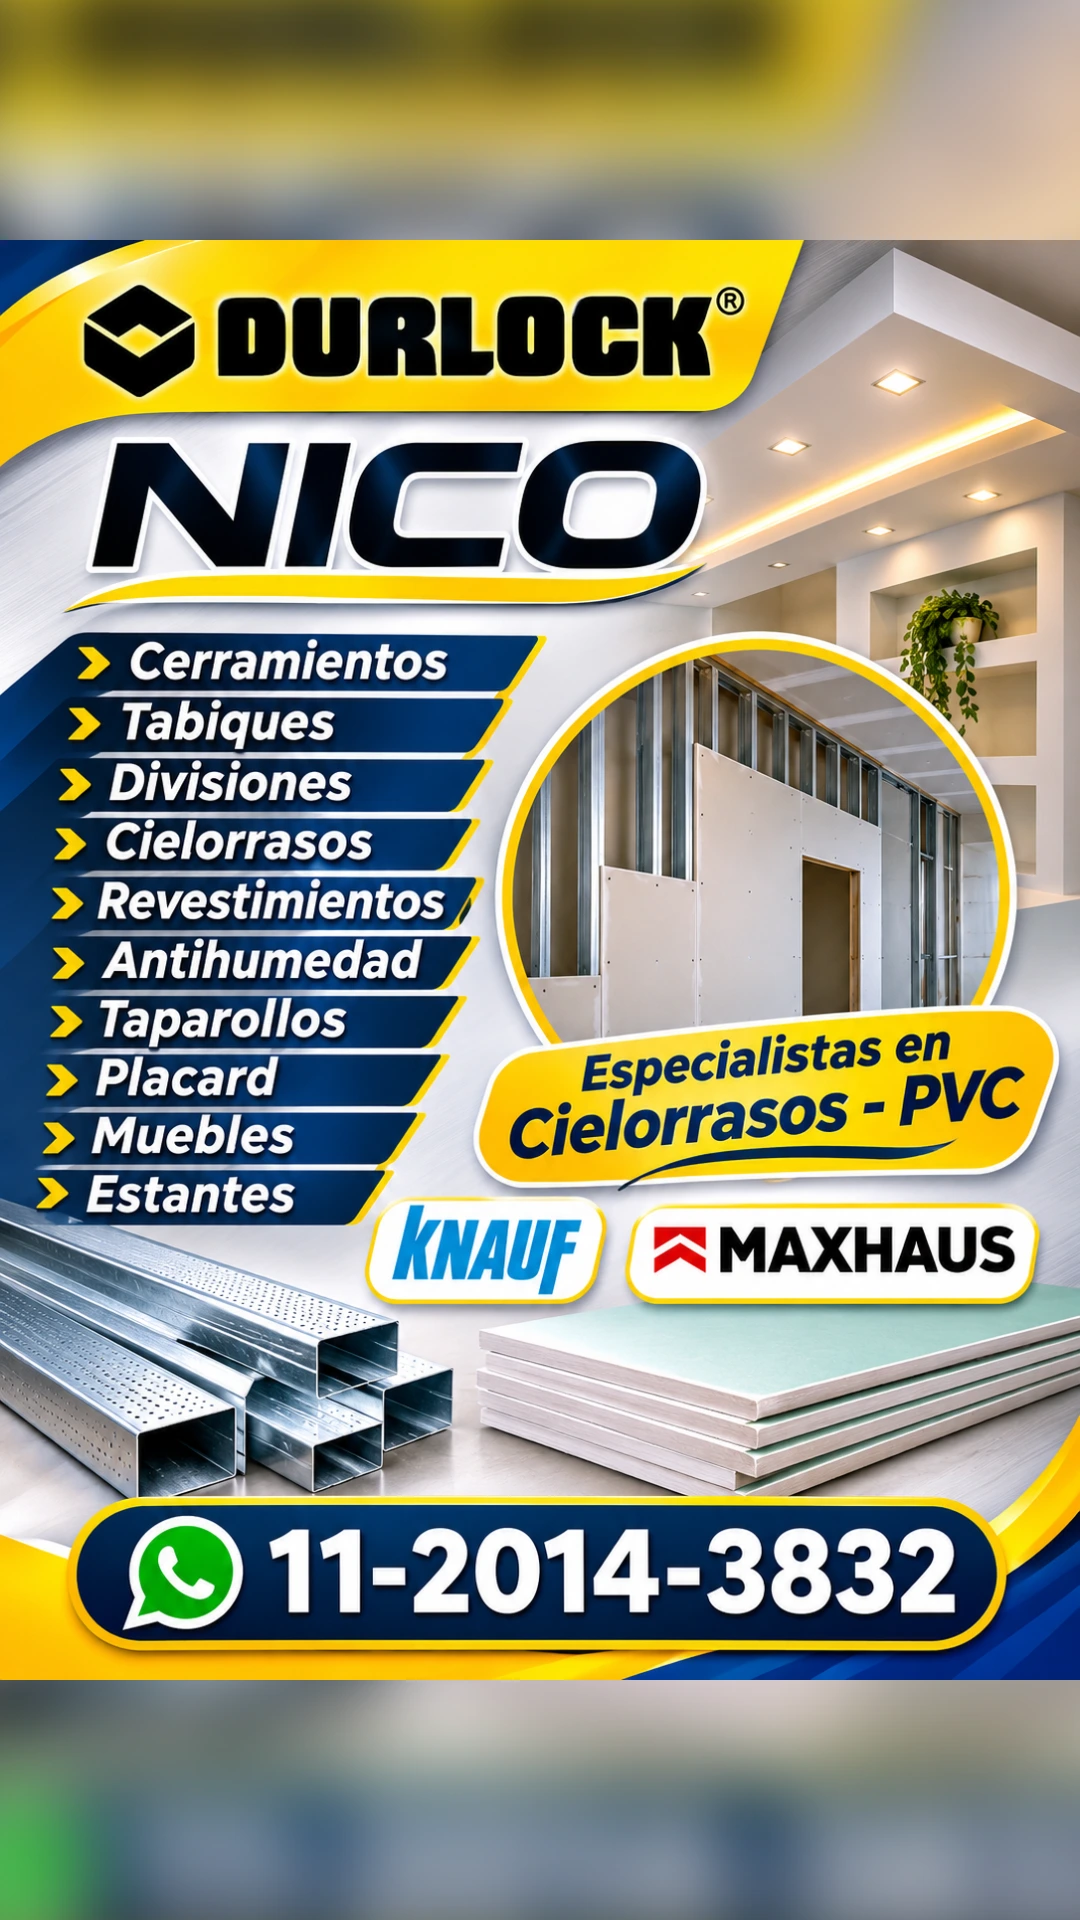 DURLOCK®
NICO
Cerramientos
Tabiques
Divisiones
Cielorrasos
Revestimientos
Antihumedad
Taparollos
Placard
Muebles
Estantes
Especialistas en
Cielorrasos - PVC
KNAUF
MAXHAUS
11-2014-3832